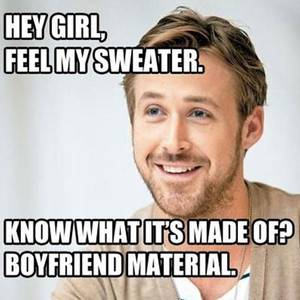 HEY GIRL,
FEEL MY SWEATER.
KNOW WHAT IT'S MADE OF?
BOYFRIEND MATERIAL.